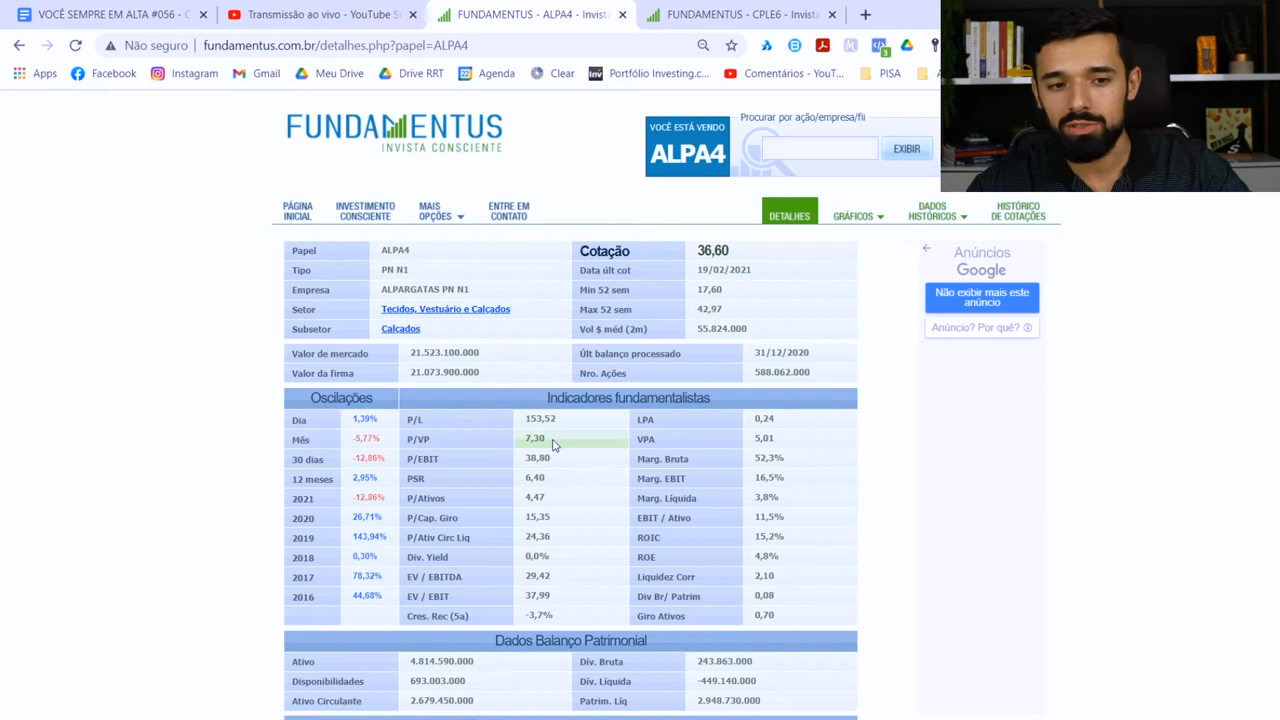 VOCÊ SEMPRE EM ALTA #056 - C
Transmissão ao vivo - YouTube St
FUNDAMENTUS - ALPA4 - Invista
FUNDAMENTUS - CPLE6 - Invista
Não seguro
fundamentus.com.br/detalhes.php?papel=ALPA4
3
Apps
Facebook
Instagram
Gmail
Meu Drive
Drive RRT
Agenda
Clear
Inv
Portfólio Investing.c...
Comentários - YouT...
PISA
FUNDAMENTUS
INVISTA CONSCIENTE
VOCÊ ESTÁ VENDO
ALPA4
Procurar por ação/empresa/fii
EXIBIR
PÁGINA INICIAL
INVESTIMENTO CONSCIENTE
MAIS OPÇÕES
ENTRE EM CONTATO
DETALHES
GRÁFICOS
DADOS HISTÓRICOS
HISTÓRICO DE COTAÇÕES
Papel ALPA4 Cotação 36,60
Tipo PN N1 Data últ cot 19/02/2021
Empresa ALPARGATAS PN N1 Min 52 sem 17,60
Setor Tecidos, Vestuário e Calçados Max 52 sem 42,97
Subsetor Calçados Vol $ méd (2m) 55.824.000
Valor de mercado 21.523.100.000 Últ balanço processado 31/12/2020
Valor da firma 21.073.900.000 Nro. Ações 588.062.000
Oscilações Indicadores fundamentalistas
Dia 1,39% P/L 153,52 LPA 0,24
Mês -5,77% P/VP 7,30 VPA 5,01
30 dias -12,86% P/EBIT 38,80 Marg. Bruta 52,3%
12 meses 2,95% PSR 6,40 Marg. EBIT 16,5%
2021 -12,86% P/Ativos 4,47 Marg. Líquida 3,8%
2020 26,71% P/Cap. Giro 15,35 EBIT / Ativo 11,5%
2019 143,94% P/Ativ Circ Liq 24,36 ROIC 15,2%
2018 0,30% Div. Yield 0,0% ROE 4,8%
2017 78,32% EV / EBITDA 29,42 Liquidez Corr 2,10
2016 44,68% EV / EBIT 37,99 Div Br/ Patrim 0,08
Cres. Rec (5a) -3,7% Giro Ativos 0,70
Dados Balanço Patrimonial
Ativo 4.814.590.000 Dív. Bruta 243.863.000
Disponibilidades 693.003.000 Dív. Líquida -449.140.000
Ativo Circulante 2.679.450.000 Patrim. Líq 2.948.730.000
Anúncios
Google
Não exibir mais este anúncio
Anúncio? Por quê?